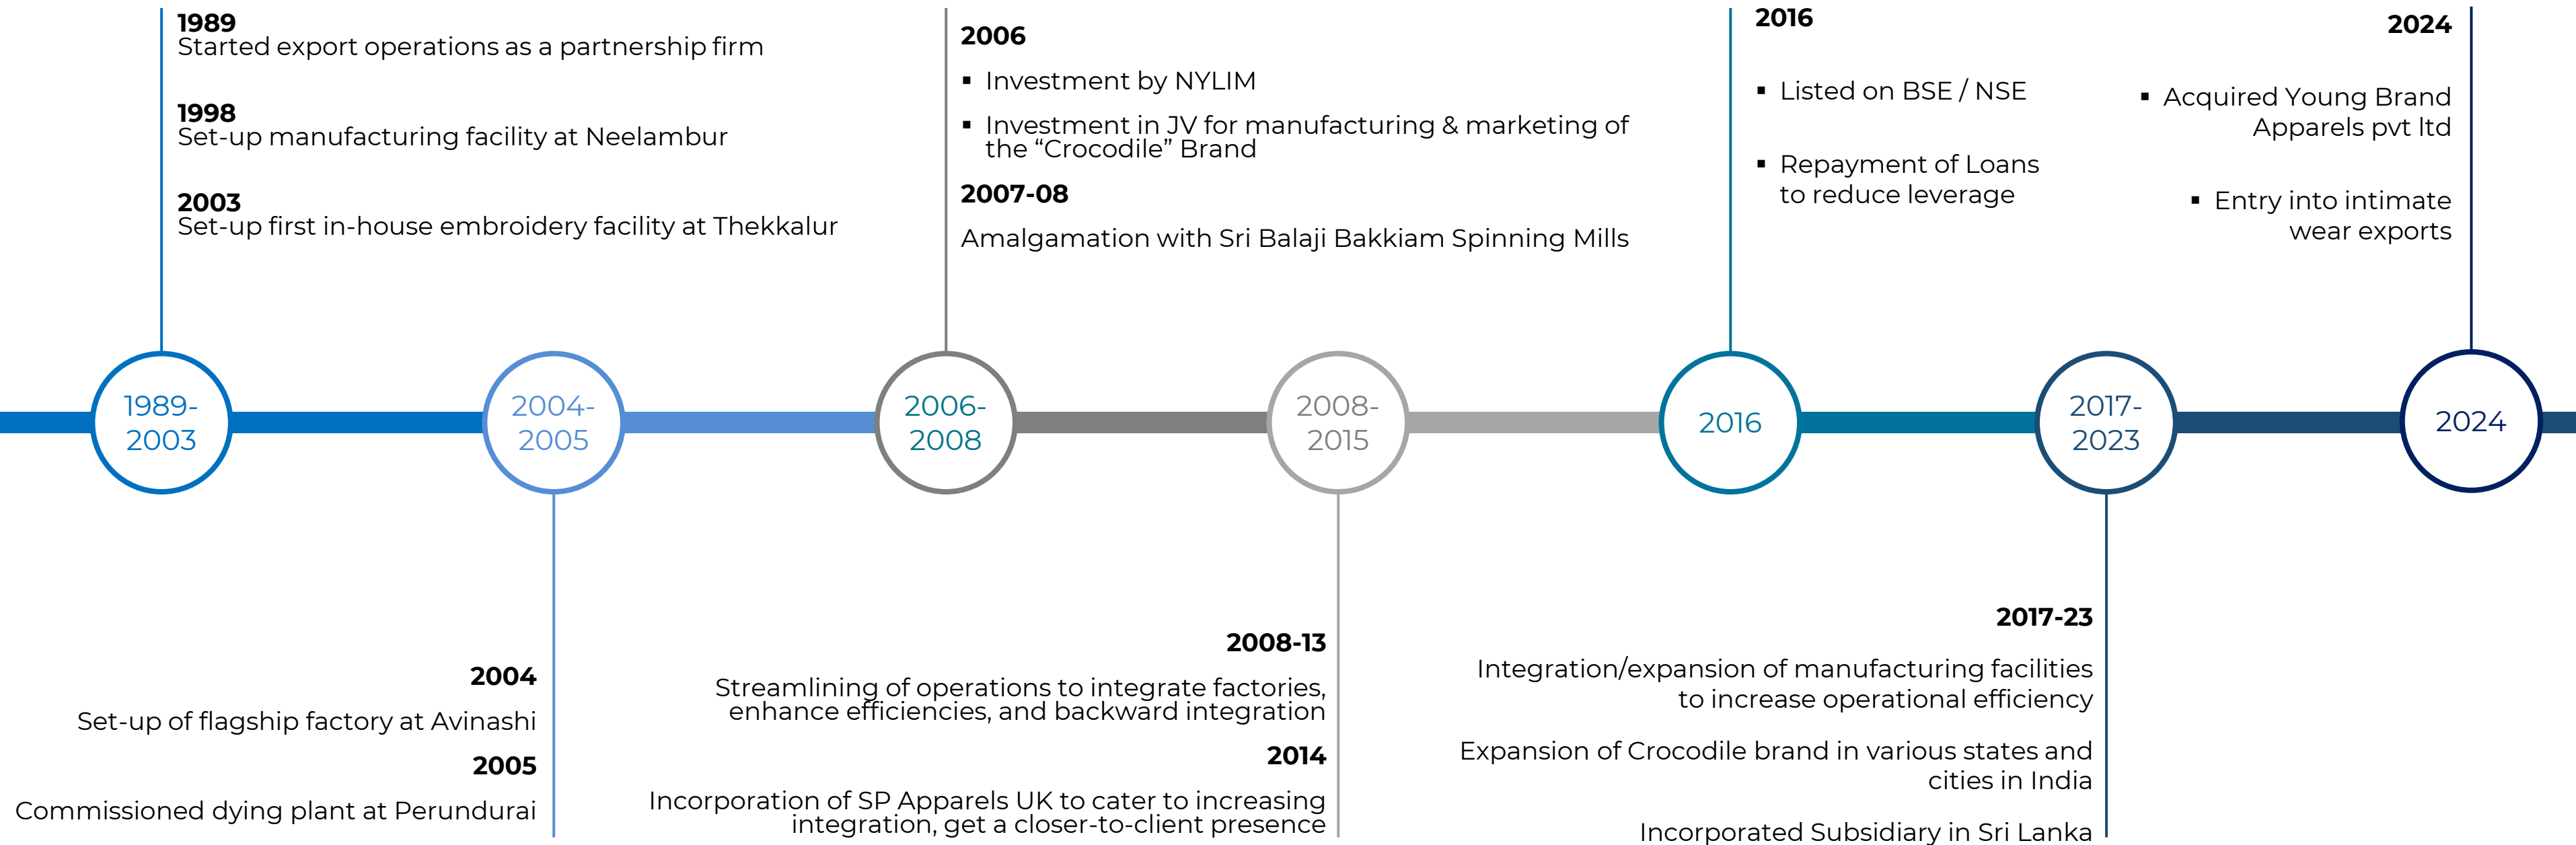 1989
Started export operations as a partnership firm
1998
Set-up manufacturing facility at Neelambur
2003
Set-up first in-house embroidery facility at Thekkalur
2006
▪ Investment by NYLIM
▪ Investment in JV for manufacturing & marketing of
the “Crocodile” Brand
2007-08
Amalgamation with Sri Balaji Bakkiam Spinning Mills
2016
▪ Listed on BSE / NSE
▪ Repayment of Loans
to reduce leverage
2024
▪ Acquired Young Brand
Apparels pvt ltd
▪ Entry into intimate
wear exports
1989-
2003
2004-
2005
2006-
2008
2008-
2015
2016
2017-
2023
2024
2004
Set-up of flagship factory at Avinashi
2005
Commissioned dying plant at Perundurai
2008-13
Streamlining of operations to integrate factories,
enhance efficiencies, and backward integration
2014
Incorporation of SP Apparels UK to cater to increasing
integration, get a closer-to-client presence
2017-23
Integration/expansion of manufacturing facilities
to increase operational efficiency
Expansion of Crocodile brand in various states and
cities in India
Incorporated Subsidiary in Sri Lanka